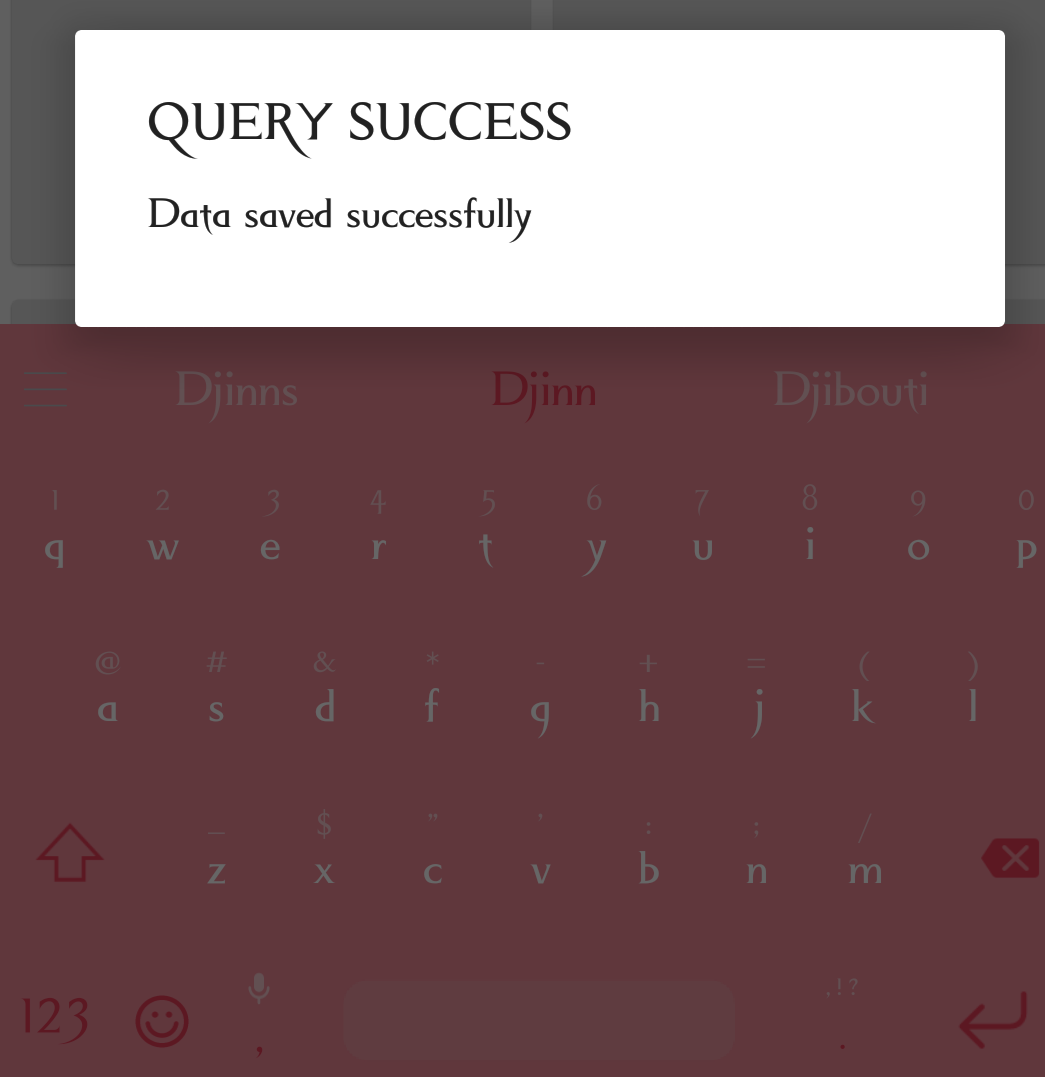 QUERY SUCCESS
Data saved successfully
Djinns Djinn Djibouti
1 2 3 4 5 6 7 8 9 0
q w e r t y u i o p
@ # & * - + = ( )
a s d f g h j k l
_ $ " ' : ; /
z x c v b n m
,!?
123 , .